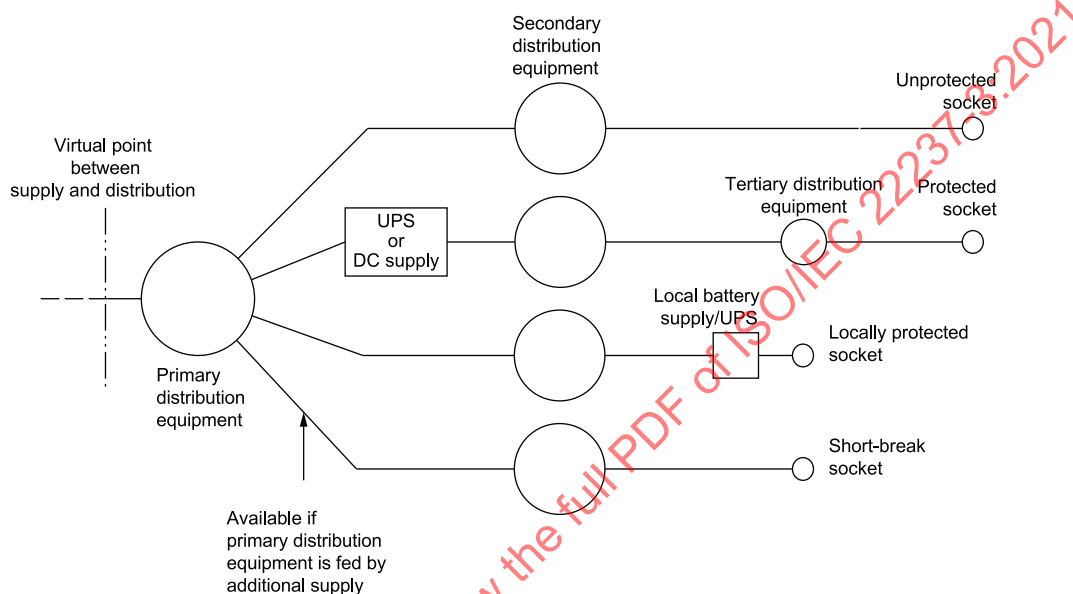 Secondary
distribution
equipment
Unprotected
socket
Virtual point
between
supply and distribution
UPS
or
DC supply
Tertiary distribution
equipment
Protected
socket
Local battery
supply/UPS
Locally protected
socket
Primary
distribution
equipment
Short-break
socket
Available if
primary distribution
equipment is fed by
additional supply
the full PDF of ISO/IEC 22237-3:2021